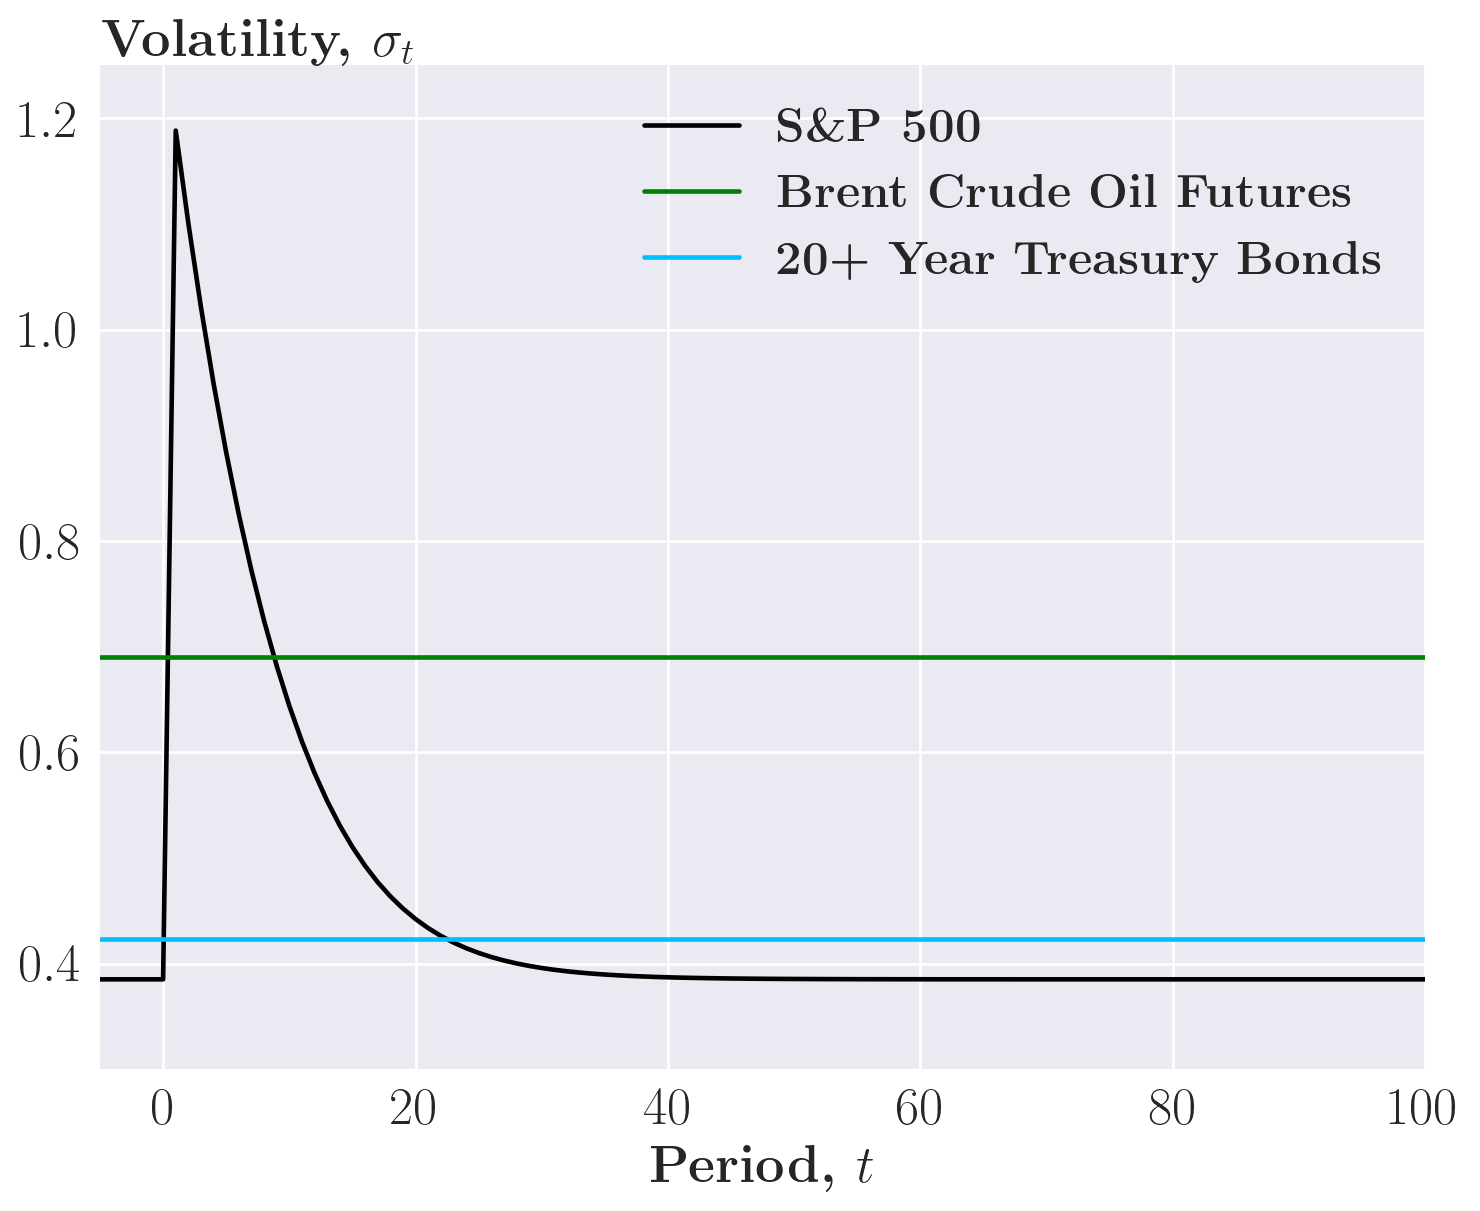 Volatility, σt
1.2
1.0
0.8
0.6
0.4
S&P 500
Brent Crude Oil Futures
20+ Year Treasury Bonds
0 20 40 60 80 100
Period, t